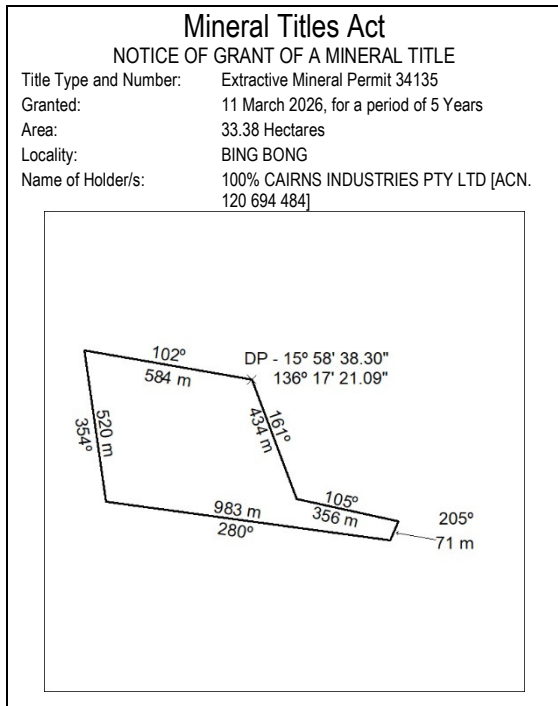 Mineral Titles Act
NOTICE OF GRANT OF A MINERAL TITLE
Title Type and Number: Extractive Mineral Permit 34135
Granted: 11 March 2026, for a period of 5 Years
Area: 33.38 Hectares
Locality: BING BONG
Name of Holder/s: 100% CAIRNS INDUSTRIES PTY LTD [ACN.
120 694 484]
102º
584 m
DP - 15º 58' 38.30"
136º 17' 21.09"
161º
434 m
520 m
354º
105º
356 m
983 m
280º
205º
71 m